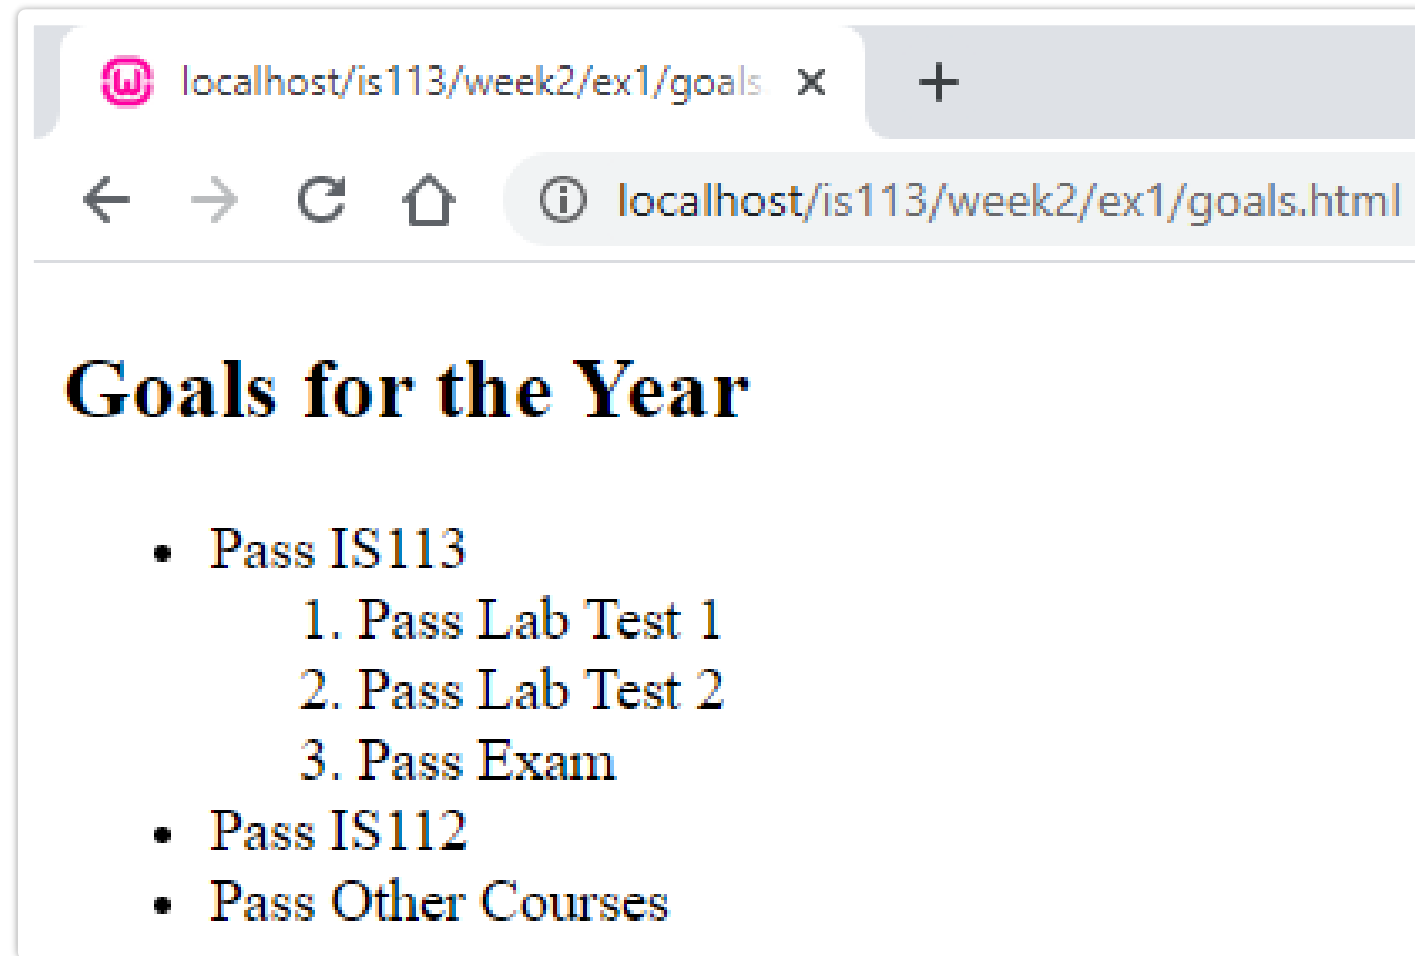 localhost/is113/week2/ex1/goals
localhost/is113/week2/ex1/goals.html
Goals for the Year
• Pass IS113
1. Pass Lab Test 1
2. Pass Lab Test 2
3. Pass Exam
• Pass IS112
• Pass Other Courses